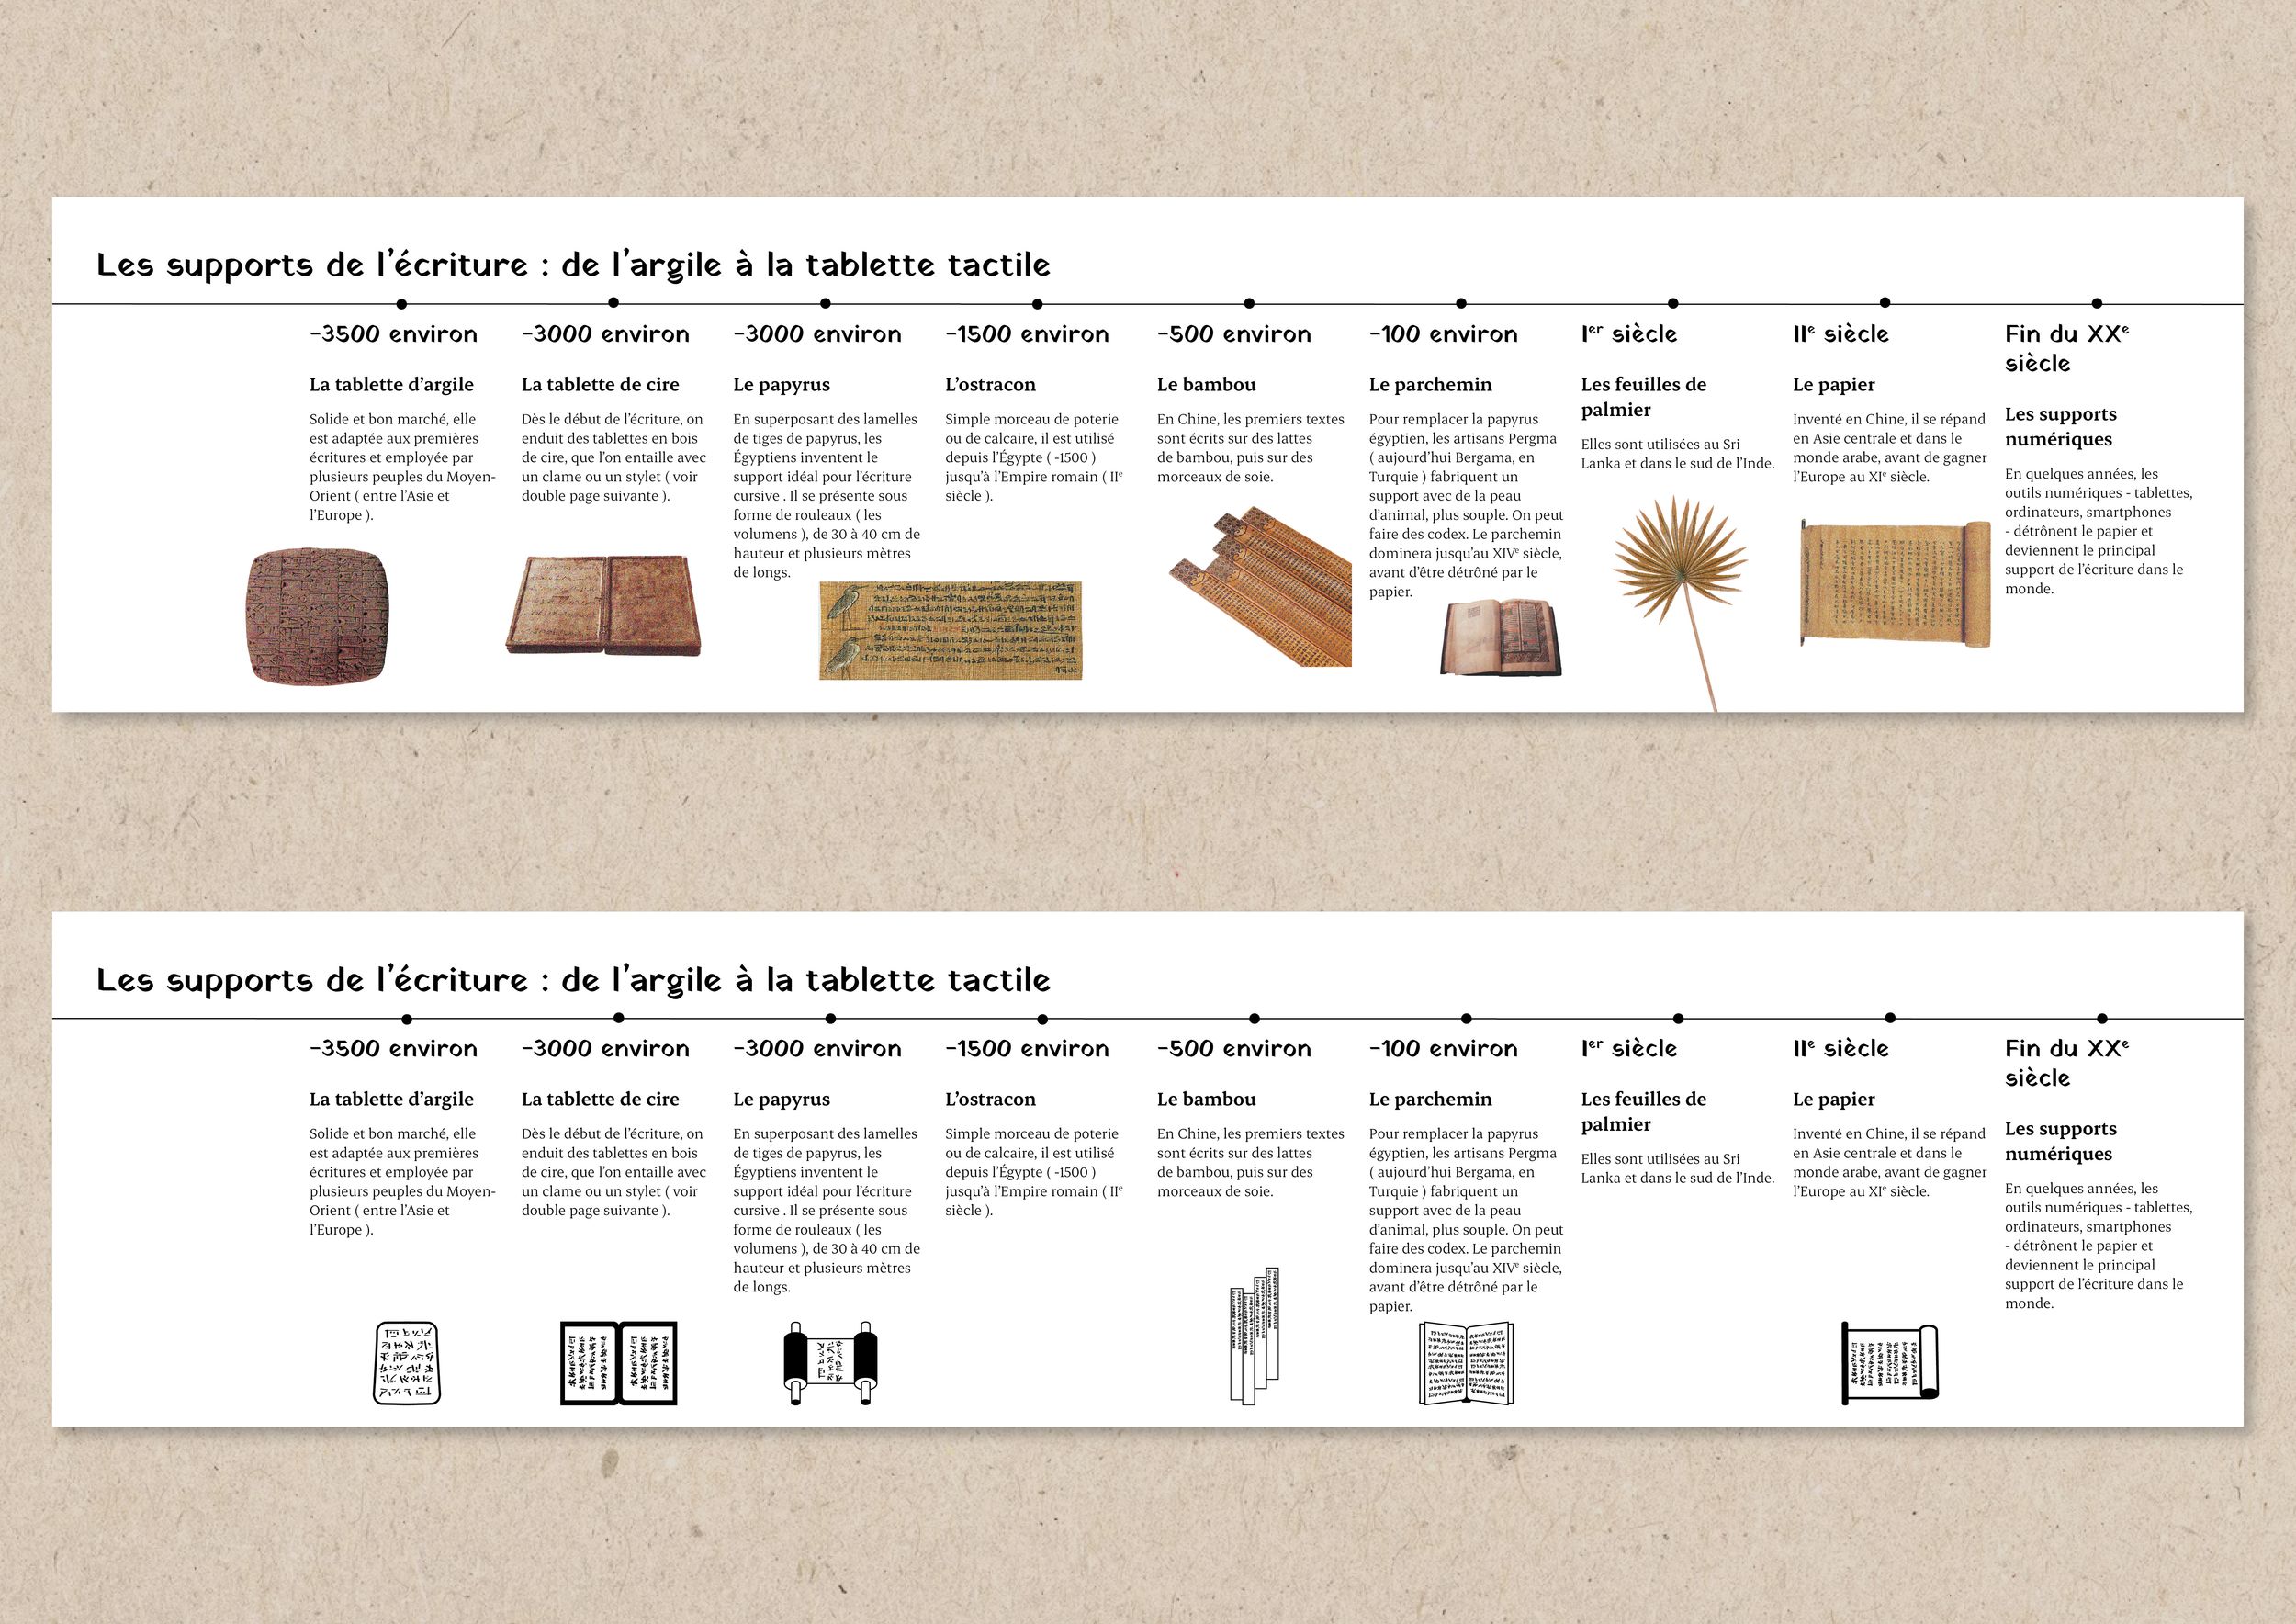 Les supports de l'écriture : de l'argile à la tablette tactile
-3500 environ
La tablette d'argile
Solide et bon marché, elle
est adaptée aux premières
écritures et employée par
plusieurs peuples du Moyen-
Orient ( entre l'Asie et
l'Europe ).
-3000 environ
La tablette de cire
Dès le début de l'écriture, on
enduit des tablettes en bois
de cire, que l'on entaille avec
un clame ou un stylet ( voir
double page suivante ).
-3000 environ
Le papyrus
En superposant des lamelles
de tiges de papyrus, les
Égyptiens inventent le
support idéal pour l'écriture
cursive . Il se présente sous
forme de rouleaux ( les
volumens ), de 30 à 40 cm de
hauteur et plusieurs mètres
de longs.
-1500 environ
L'ostracon
Simple morceau de poterie
ou de calcaire, il est utilisé
depuis l'Égypte ( -1500 )
jusqu'à l'Empire romain ( IIe
siècle ).
-500 environ
Le bambou
En Chine, les premiers textes
sont écrits sur des lattes
de bambou, puis sur des
morceaux de soie.
-100 environ
Le parchemin
Pour remplacer la papyrus
égyptien, les artisans Pergma
( aujourd'hui Bergama, en
Turquie ) fabriquent un
support avec de la peau
d'animal, plus souple. On peut
faire des codex. Le parchemin
dominera jusqu'au XIVe siècle,
avant d'être détrôné par le
papier.
Ier siècle
Les feuilles de
palmier
Elles sont utilisées au Sri
Lanka et dans le sud de l'Inde.
IIe siècle
Le papier
Inventé en Chine, il se répand
en Asie centrale et dans le
monde arabe, avant de gagner
l'Europe au XIe siècle.
Fin du XXe
siècle
Les supports
numériques
En quelques années, les
outils numériques - tablettes,
ordinateurs, smartphones
- détrônent le papier et
deviennent le principal
support de l'écriture dans le
monde.
Les supports de l'écriture : de l'argile à la tablette tactile
-3500 environ
La tablette d'argile
Solide et bon marché, elle
est adaptée aux premières
écritures et employée par
plusieurs peuples du Moyen-
Orient ( entre l'Asie et
l'Europe ).
-3000 environ
La tablette de cire
Dès le début de l'écriture, on
enduit des tablettes en bois
de cire, que l'on entaille avec
un clame ou un stylet ( voir
double page suivante ).
-3000 environ
Le papyrus
En superposant des lamelles
de tiges de papyrus, les
Égyptiens inventent le
support idéal pour l'écriture
cursive . Il se présente sous
forme de rouleaux ( les
volumens ), de 30 à 40 cm de
hauteur et plusieurs mètres
de longs.
-1500 environ
L'ostracon
Simple morceau de poterie
ou de calcaire, il est utilisé
depuis l'Égypte ( -1500 )
jusqu'à l'Empire romain ( IIe
siècle ).
-500 environ
Le bambou
En Chine, les premiers textes
sont écrits sur des lattes
de bambou, puis sur des
morceaux de soie.
-100 environ
Le parchemin
Pour remplacer la papyrus
égyptien, les artisans Pergma
( aujourd'hui Bergama, en
Turquie ) fabriquent un
support avec de la peau
d'animal, plus souple. On peut
faire des codex. Le parchemin
dominera jusqu'au XIVe siècle,
avant d'être détrôné par le
papier.
Ier siècle
Les feuilles de
palmier
Elles sont utilisées au Sri
Lanka et dans le sud de l'Inde.
IIe siècle
Le papier
Inventé en Chine, il se répand
en Asie centrale et dans le
monde arabe, avant de gagner
l'Europe au XIe siècle.
Fin du XXe
siècle
Les supports
numériques
En quelques années, les
outils numériques - tablettes,
ordinateurs, smartphones
- détrônent le papier et
deviennent le principal
support de l'écriture dans le
monde.